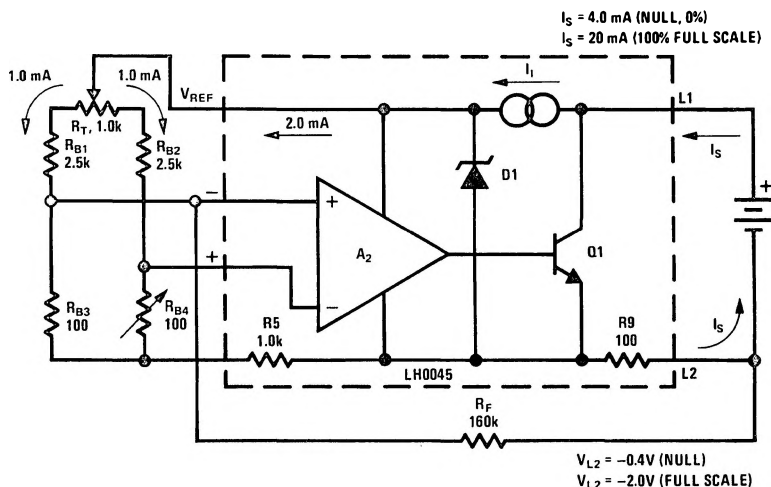 I_S = 4.0 mA (NULL, 0%)
I_S = 20 mA (100% FULL SCALE)
1.0 mA
1.0 mA
V_REF
I_I
L1
R_T, 1.0k
2.0 mA
I_S
R_B1
2.5k
R_B2
2.5k
D1
+
−
+
A_2
Q1
+
−
R_B3
100
R_B4
100
R5
1.0k
R9
100
I_S
LH0045
L2
R_F
160k
V_L2 = −0.4V (NULL)
V_L2 = −2.0V (FULL SCALE)